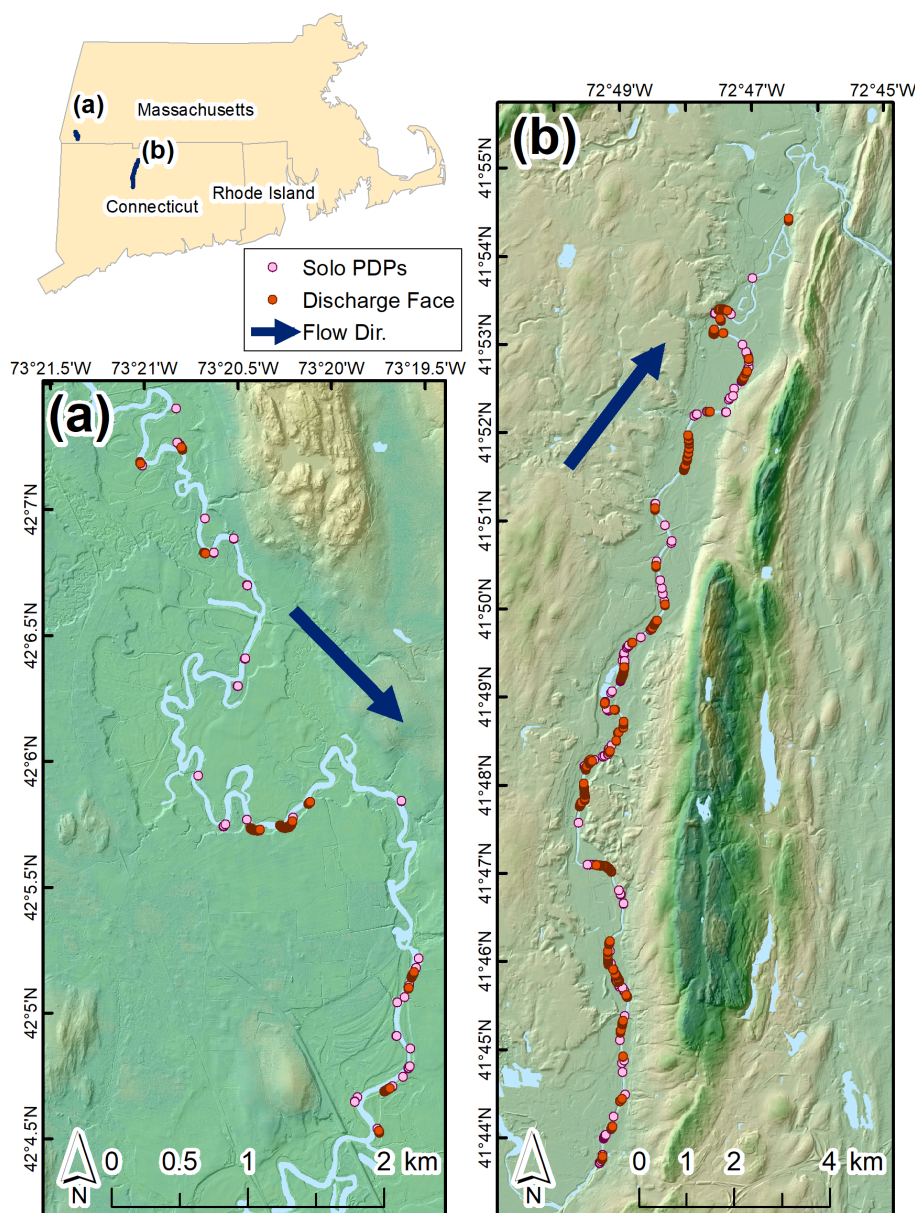 (a)
Massachusetts
(b)
Connecticut
Rhode Island
Solo PDPs
Discharge Face
Flow Dir.
73°21.5'W 73°21'W 73°20.5'W 73°20'W 73°19.5'W
(a)
42°7'N
42°6.5'N
42°6'N
42°5.5'N
42°5'N
42°4.5'N
N
0 0.5 1 2 km
72°49'W 72°47'W 72°45'W
(b)
41°55'N
41°54'N
41°53'N
41°52'N
41°51'N
41°50'N
41°49'N
41°48'N
41°47'N
41°46'N
41°45'N
41°44'N
N
0 1 2 4 km